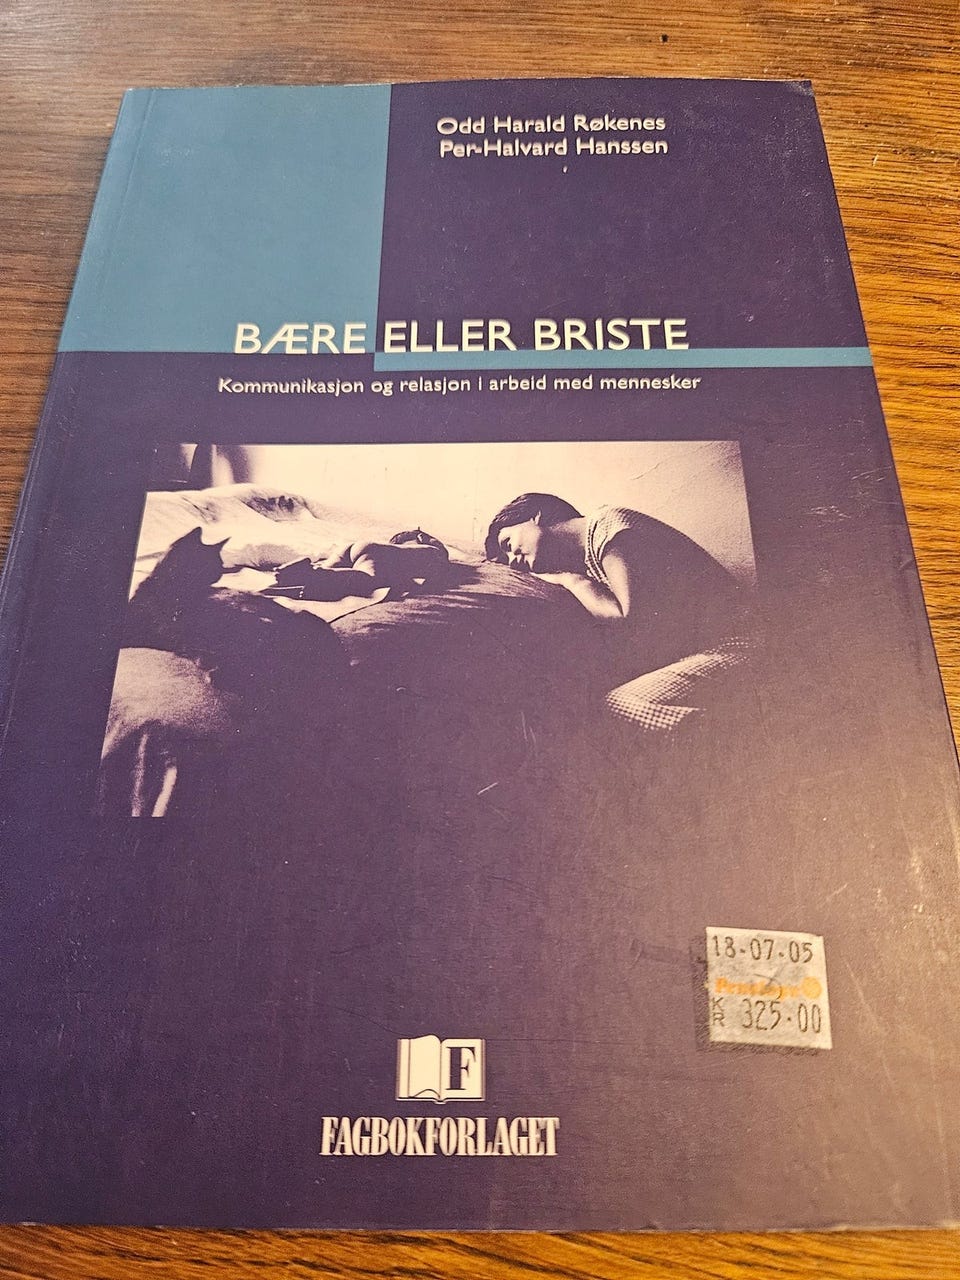 Odd Harald Røkenes
Per-Halvard Hanssen
BÆRE ELLER BRISTE
Kommunikasjon og relasjon i arbeid med mennesker
18-07-05
KR 325.00
F
FAGBOKFORLAGET